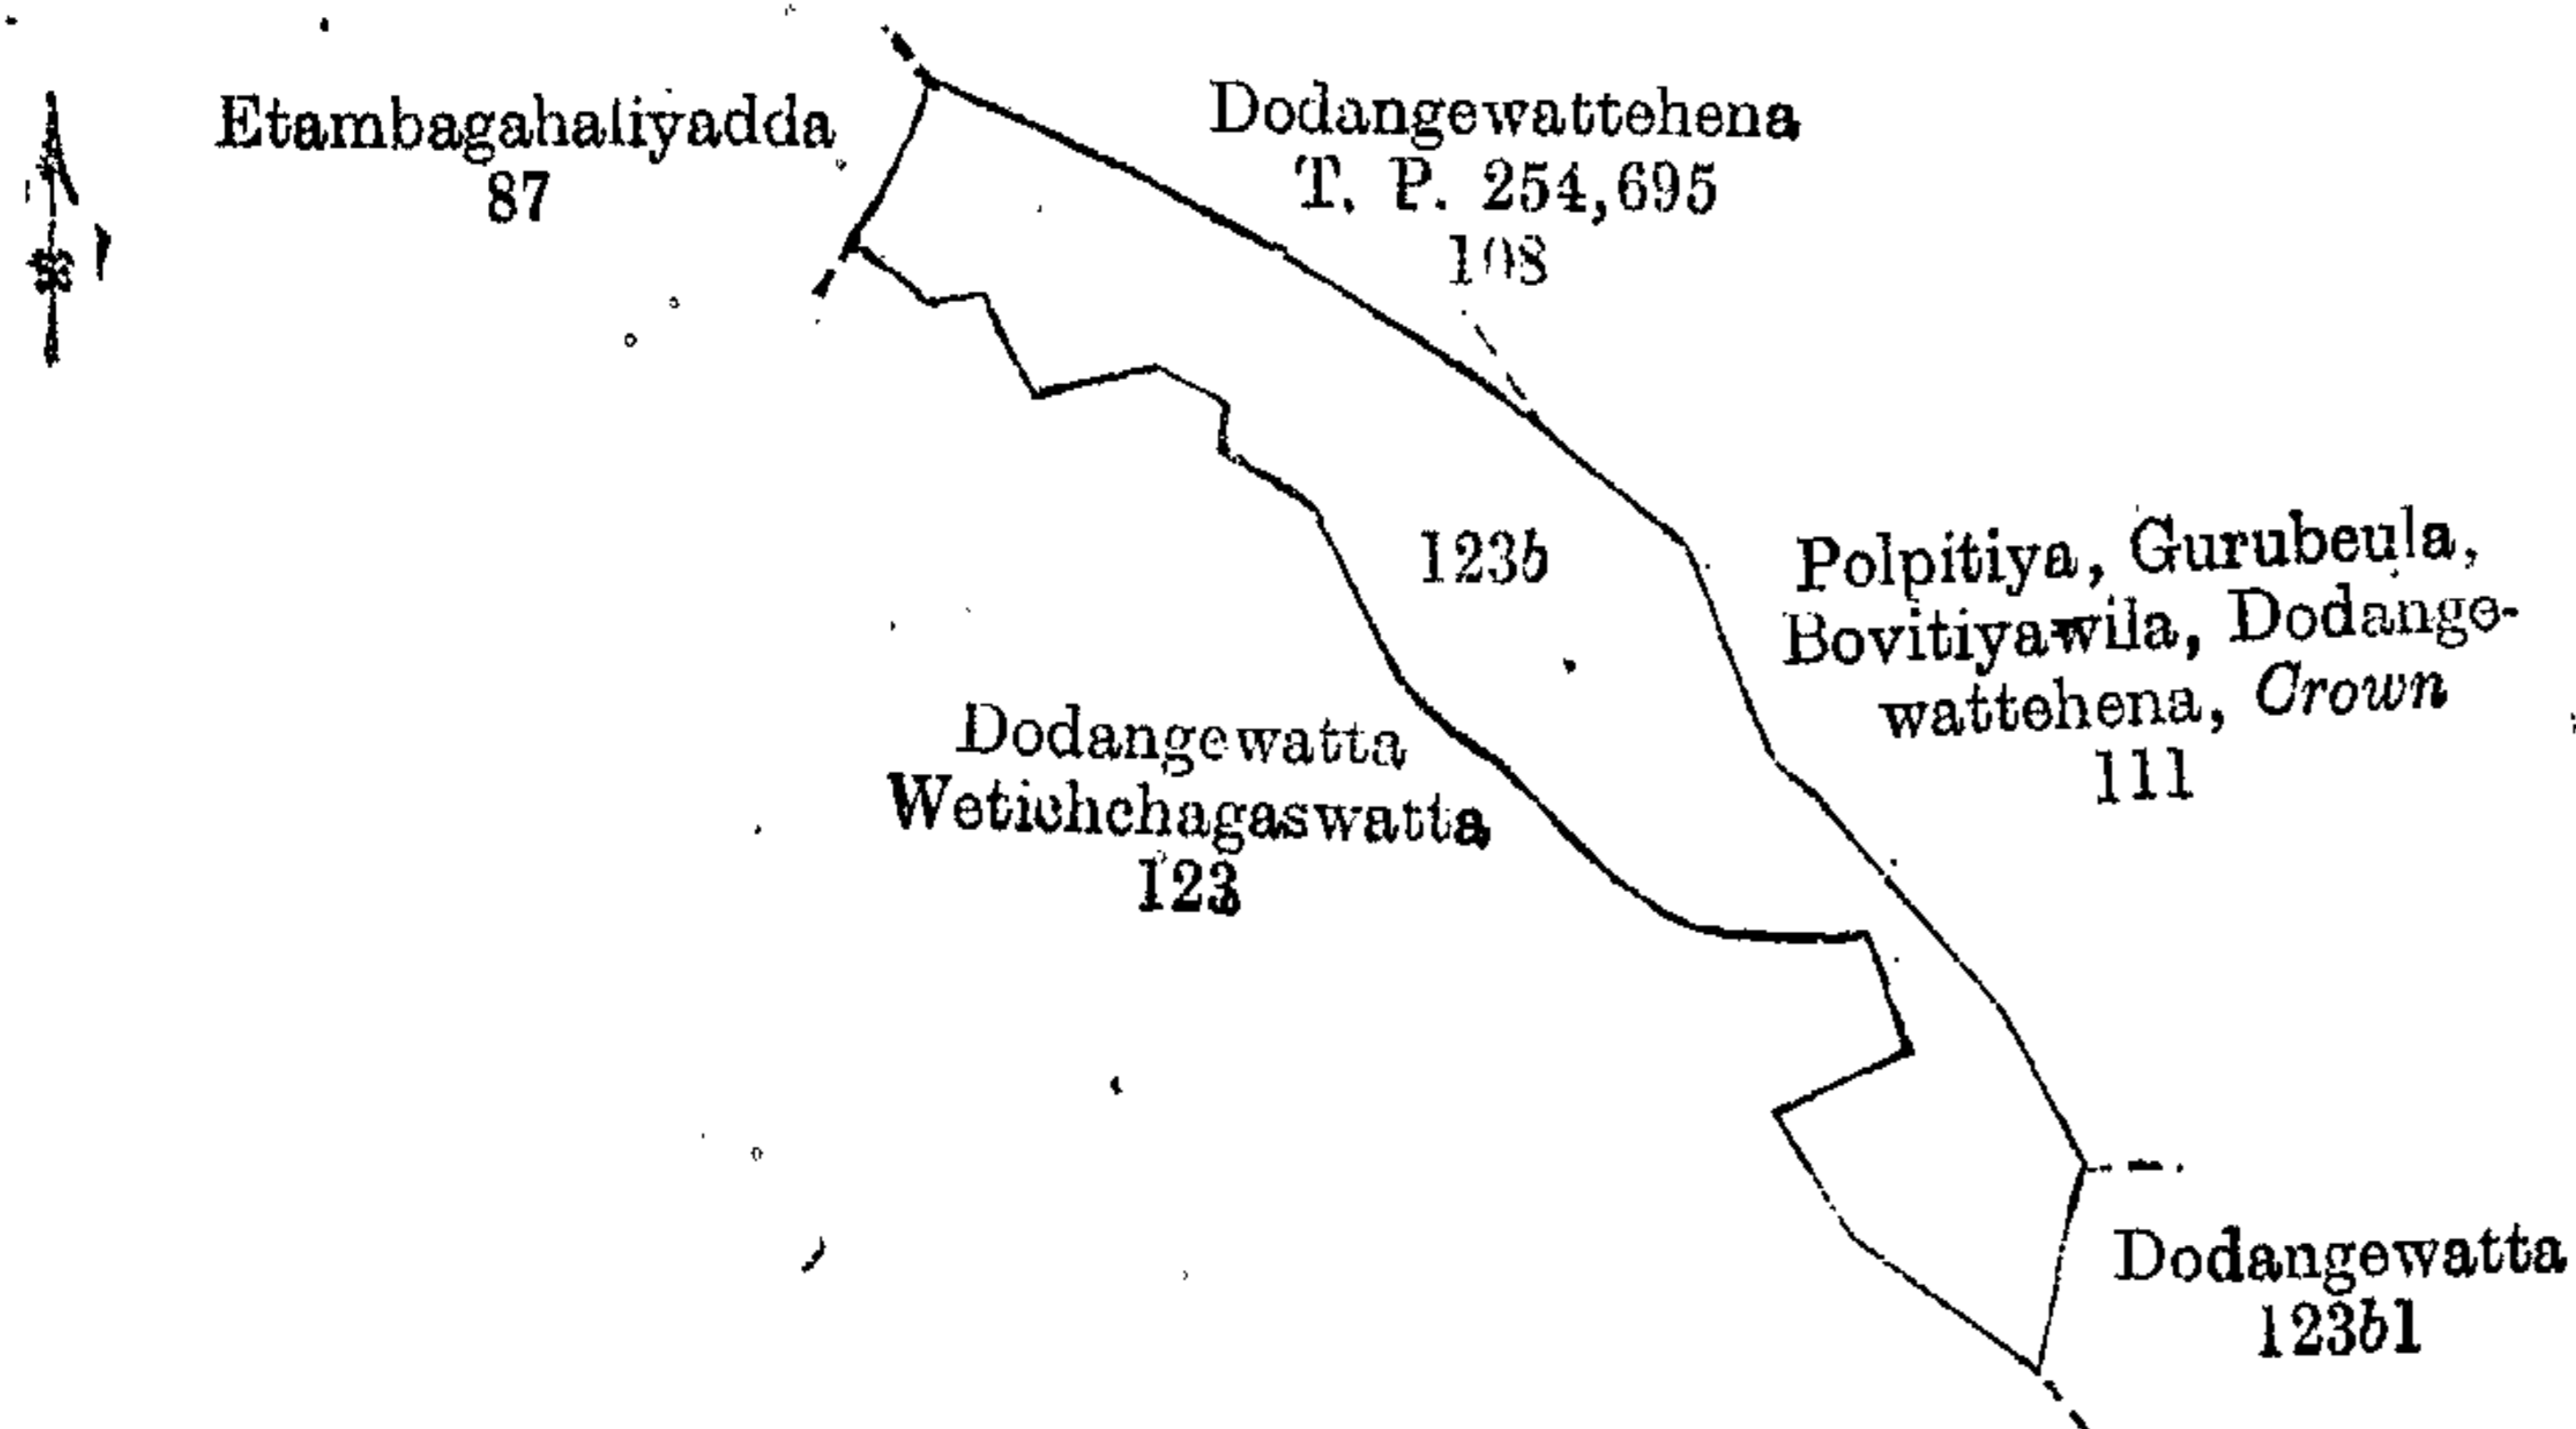 Etambagahaliyadda
87
Dodangewattehena
T. P. 254,695
108
123b
Polpitiya, Gurubeula,
Bovitiyawila, Dodange-
wattehena, Crown
111
Dodangewatta
Wetichchagaswatta
123
Dodangewatta
123b1